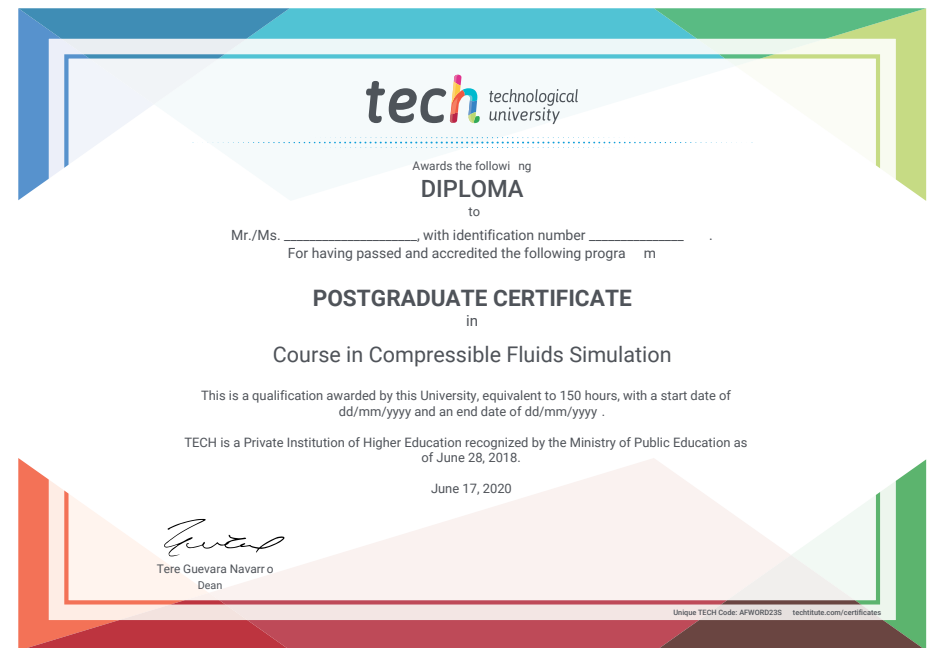 tech technological
university
Awards the followi ng
DIPLOMA
to
Mr./Ms. ____________________, with identification number ______________ .
For having passed and accredited the following progra m
POSTGRADUATE CERTIFICATE
in
Course in Compressible Fluids Simulation
This is a qualification awarded by this University, equivalent to 150 hours, with a start date of
dd/mm/yyyy and an end date of dd/mm/yyyy .
TECH is a Private Institution of Higher Education recognized by the Ministry of Public Education as
of June 28, 2018.
June 17, 2020
Tere Guevara Navarr o
Dean
Unique TECH Code: AFWORD23S techtitute.com/certificates